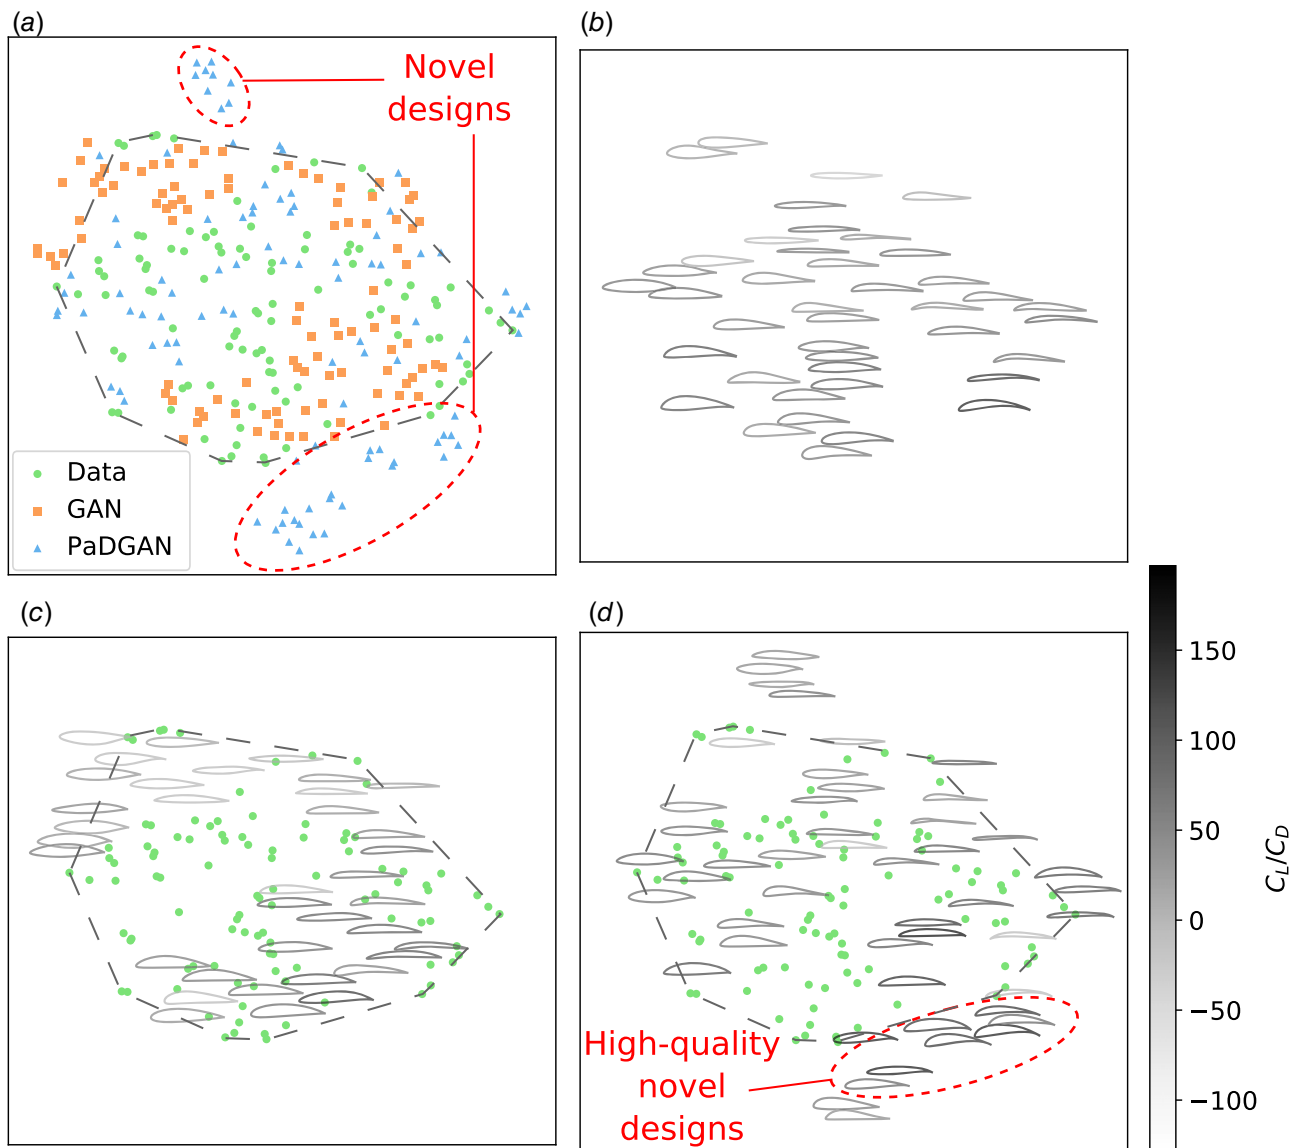 (a)
(b)
Novel
designs
Data
GAN
PaDGAN
(c)
(d)
High-quality
novel
designs
150
100
50
0
−50
−100
C_L/C_D